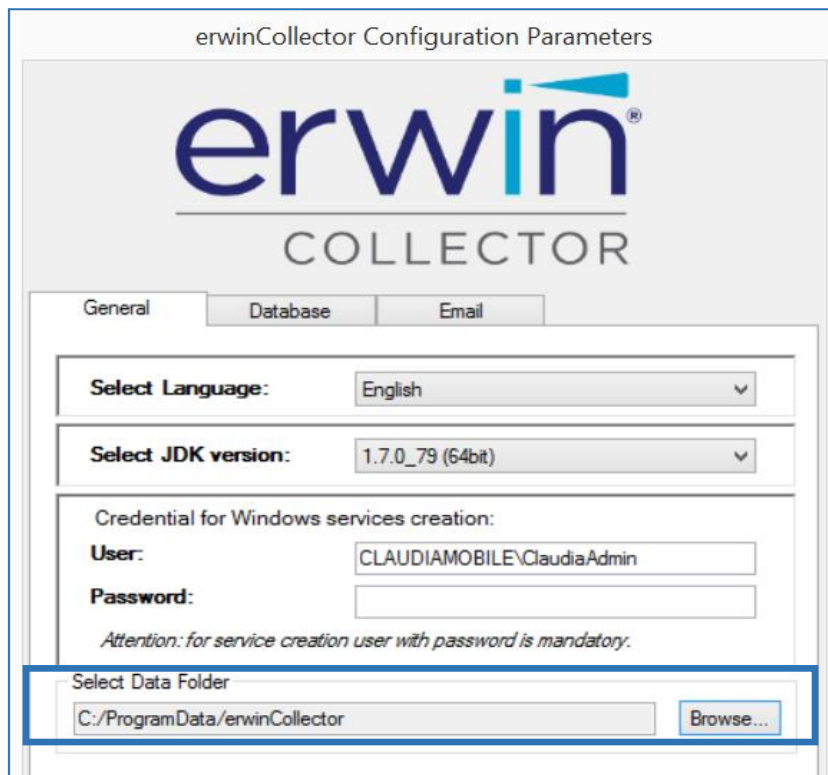 erwinCollector Configuration Parameters
erwin®
COLLECTOR
General Database Email
Select Language: English
Select JDK version: 1.7.0_79 (64bit)
Credential for Windows services creation:
User: CLAUDIAMOBILE\ClaudiaAdmin
Password:
Attention: for service creation user with password is mandatory.
Select Data Folder
C:/ProgramData/erwinCollector Browse...